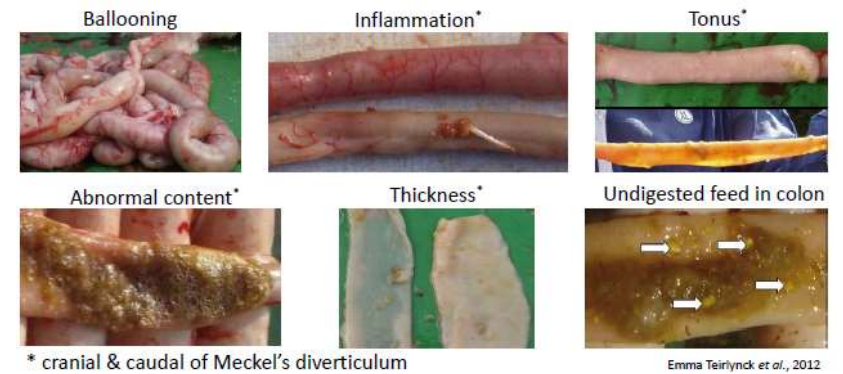 Ballooning
Inflammation*
Tonus*
Abnormal content*
Thickness*
Undigested feed in colon
* cranial & caudal of Meckel's diverticulum
Emma Teirlynck et al., 2012